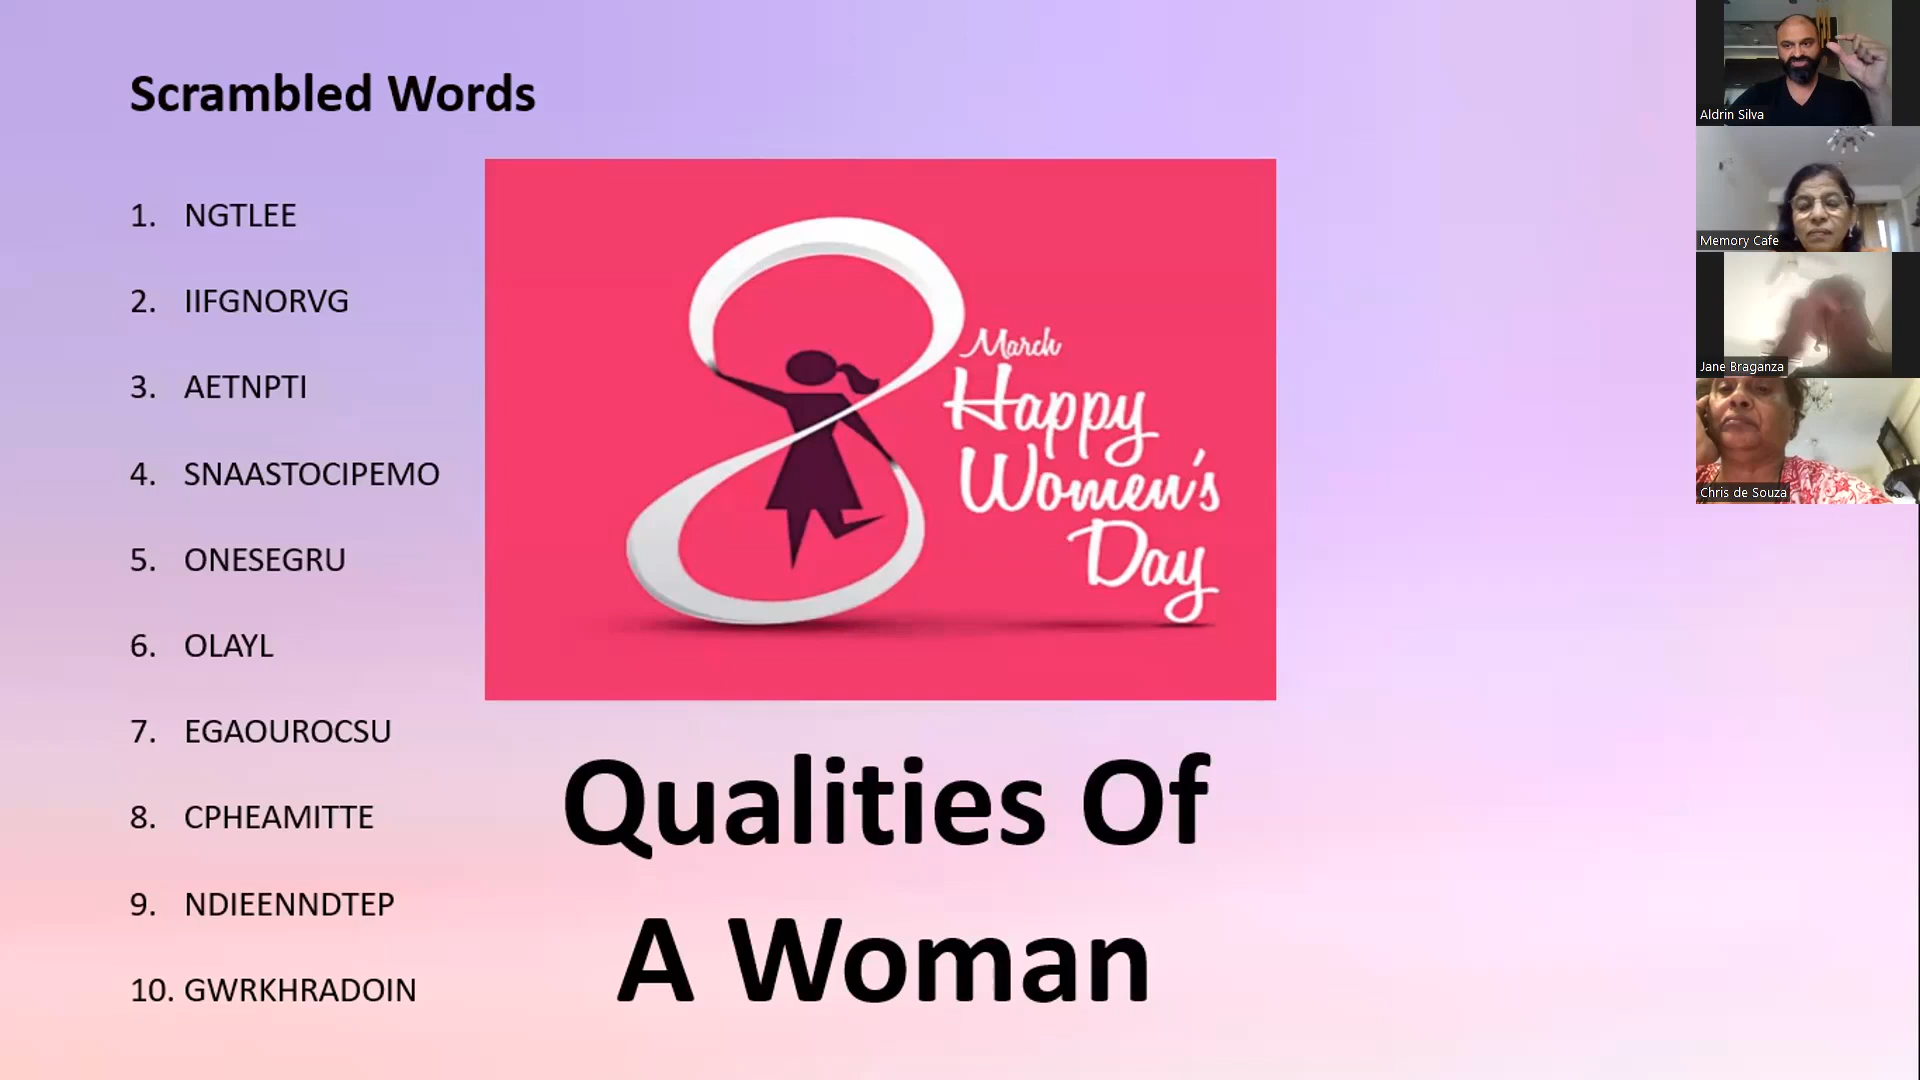 Scrambled Words
1. NGTLEE
2. IIFGNORVG
3. AETNPTI
4. SNAASTOCIPEMO
5. ONESEGRU
6. OLAYL
7. EGAOUROCSU
8. CPHEAMITTE
9. NDIEENNDTEP
10. GWRKHRADOIN
March
Happy
Women's
Day
Qualities Of
A Woman
Aldrin Silva
Memory Cafe
Jane Braganza
Chris de Souza